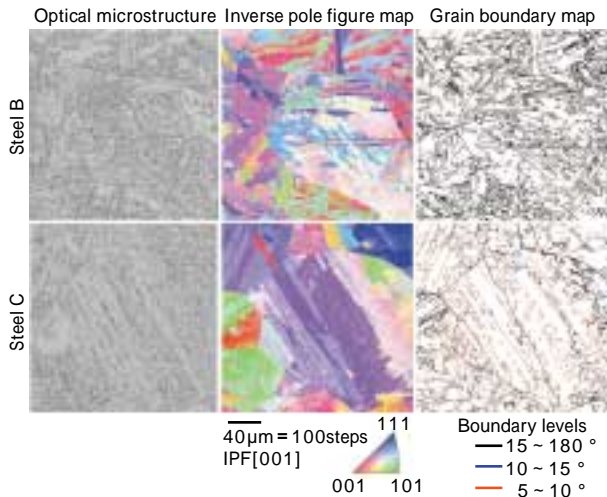 Optical microstructure Inverse pole figure map Grain boundary map
Steel B
Steel C
40μm = 100steps
IPF[001]
111
001 101
Boundary levels
15 ~ 180 °
10 ~ 15 °
5 ~ 10 °